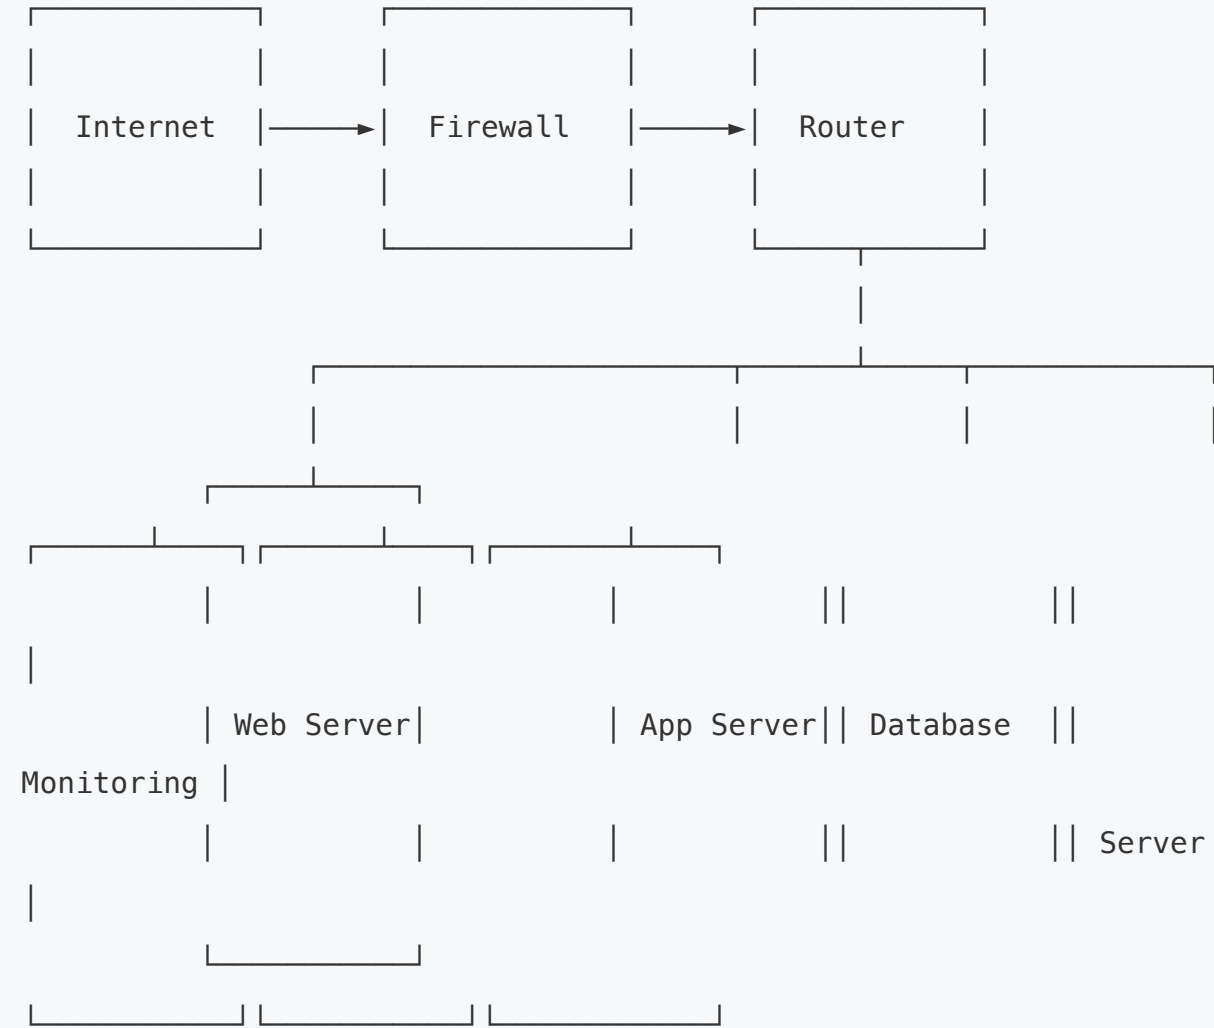 Internet Firewall Router
Web Server App Server Database
Monitoring
Server